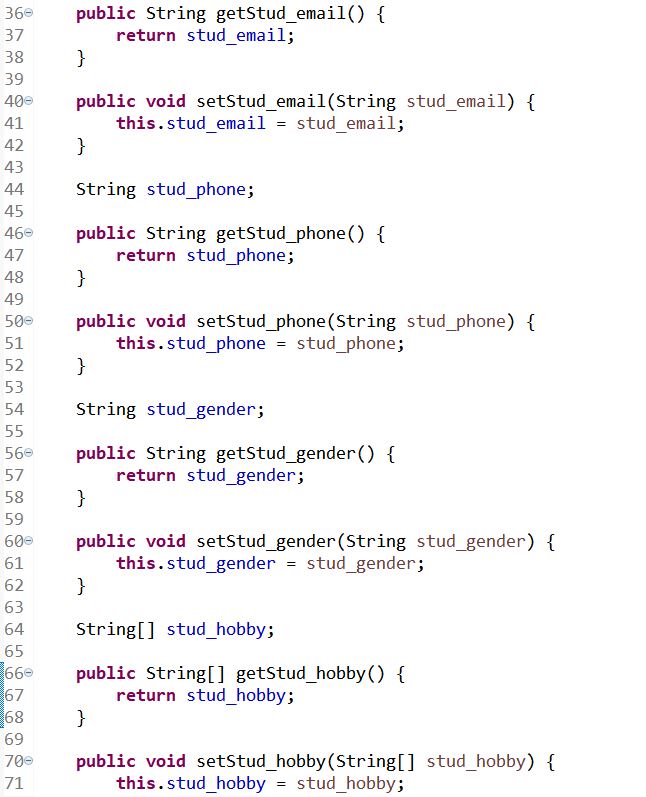 36 public String getStud_email() {
37 return stud_email;
38 }
39
40 public void setStud_email(String stud_email) {
41 this.stud_email = stud_email;
42 }
43
44 String stud_phone;
45
46 public String getStud_phone() {
47 return stud_phone;
48 }
49
50 public void setStud_phone(String stud_phone) {
51 this.stud_phone = stud_phone;
52 }
53
54 String stud_gender;
55
56 public String getStud_gender() {
57 return stud_gender;
58 }
59
60 public void setStud_gender(String stud_gender) {
61 this.stud_gender = stud_gender;
62 }
63
64 String[] stud_hobby;
65
66 public String[] getStud_hobby() {
67 return stud_hobby;
68 }
69
70 public void setStud_hobby(String[] stud_hobby) {
71 this.stud_hobby = stud_hobby;